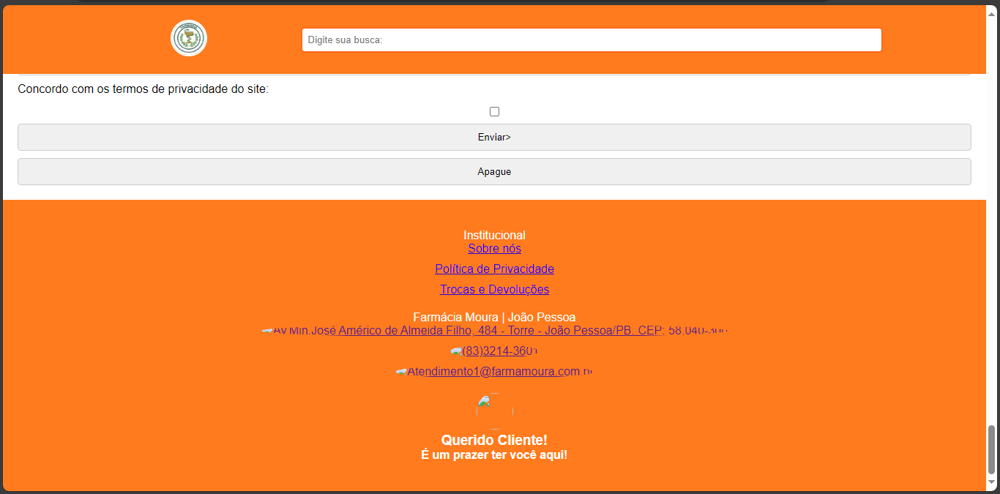 Digite sua busca:
Concordo com os termos de privacidade do site:
Enviar>
Apague
Institucional
Sobre nós
Política de Privacidade
Trocas e Devoluções
Farmácia Moura | João Pessoa
Av Min.José Américo de Almeida Filho, 484 - Torre - João Pessoa/PB. CEP: 58.040-300
(83)3214-3601
Atendimento1@farmamoura.com.br
Querido Cliente!
É um prazer ter você aqui!